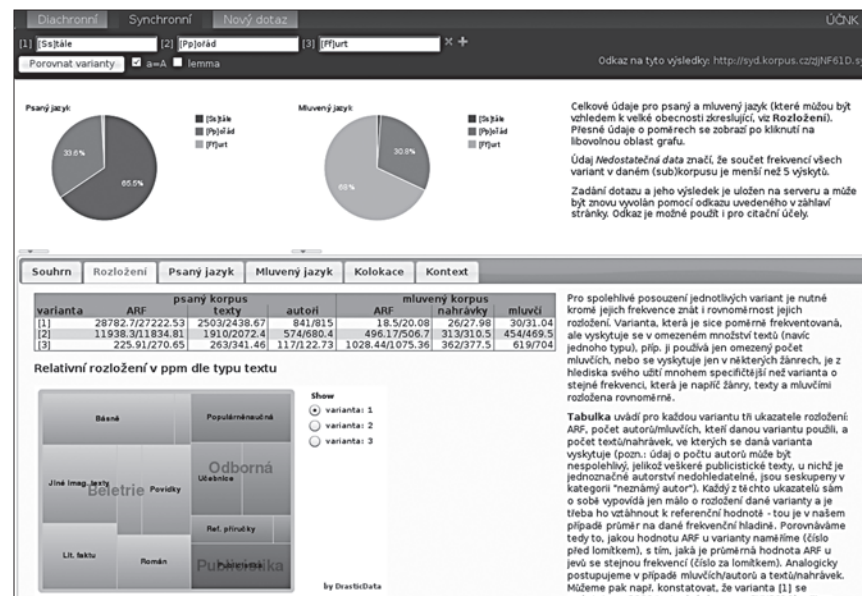 Diachronní Synchronní Nový dotaz ÚČNK
[1] [Ss]tále [2] [Pp]ořád [3] [Ff]urt
Porovnat varianty a=A lemma Odkaz na tyto výsledky: http://syd.korpus.cz/zJjNF61D.sy
Psaný jazyk
33.6%
65.5%
[Ss]tále
[Pp]ořád
[Ff]urt
Mluvený jazyk
30.8%
68%
[Ss]tále
[Pp]ořád
[Ff]urt
Celkové údaje pro psaný a mluvený jazyk (které můžou být
vzhledem k velké obecnosti zkreslující, viz Rozložení).
Přesné údaje o poměrech se zobrazí po kliknutí na
libovolnou oblast grafu.
Údaj Nedostatečná data značí, že součet frekvencí všech
variant v daném (sub)korpusu je menší než 5 výskytů.
Zadání dotazu a jeho výsledek je uložen na serveru a může
být znovu vyvolán pomocí odkazu uvedeného v záhlaví
stránky. Odkaz je možné použít i pro citační účely.
Souhrn Rozložení Psaný jazyk Mluvený jazyk Kolokace Kontext
psaný korpus mluvený korpus
varianta ARF texty autoři ARF nahrávky mluvčí
[1] 28782.7/27222.53 2503/2438.67 841/815 18.5/20.08 26/27.98 30/31.04
[2] 11938.3/11834.81 1910/2072.4 574/680.4 496.17/506.7 313/310.5 454/469.5
[3] 225.91/270.65 263/341.46 117/122.73 1028.44/1075.36 362/377.5 619/704
Relativní rozložení v ppm dle typu textu
Básně
Populárněnaučné
Jiné imag. texty
Beletrie
Povídky
Učebnice
Odborná
Ref. příručky
Lit. faktu
Román
Publicistika
Publicistika
Show
varianta: 1
varianta: 2
varianta: 3
by DrasticData
Pro spolehlivé posouzení jednotlivých variant je nutné
kromě jejich frekvence znát i rovnoměrnost jejich
rozložení. Varianta, která je sice poměrně frekventovaná,
ale vyskytuje se v omezeném množství textů (navíc
jednoho typu), příp. ji používá jen omezený počet
mluvčích, nebo se vyskytuje jen v některých žánrech, je z
hlediska svého užití mnohem specifičtější než varianta o
stejné frekvenci, která je napříč žánry, texty a mluvčími
rozložena rovnoměrně.
Tabulka uvádí pro každou variantu tři ukazatele rozložení:
ARF, počet autorů/mluvčích, kteří danou variantu použili, a
počet textů/nahrávek, ve kterých se daná varianta
vyskytuje (pozn.: údaj o počtu autorů může být
nespolehlivý, jelikož veškeré publicistické texty, u nichž je
jednoznačné autorství nedohledatelné, jsou seskupeny v
kategorii "neznámý autor"). Každý z těchto ukazatelů sám
o sobě vypovídá jen málo o rozložení dané varianty a je
třeba ho vztáhnout k referenční hodnotě - tou je v našem
případě průměr na dané frekvenční hladině. Porovnáváme
tedy to, jakou hodnotu ARF u varianty naměříme (číslo
před lomítkem), s tím, jaká je průměrná hodnota ARF u
jevů se stejnou frekvencí (číslo za lomítkem). Analogicky
postupujeme v případě mluvčích/autorů a textů/nahrávek.
Můžeme pak např. konstatovat, že varianta [1] se